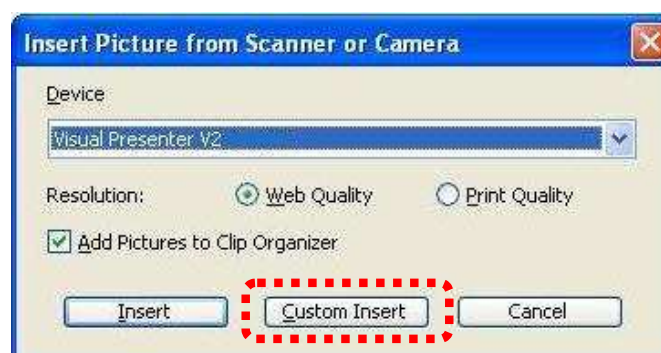 Insert Picture from Scanner or Camera
Device
Visual Presenter V2
Resolution: Web Quality Print Quality
Add Pictures to Clip Organizer
Insert Custom Insert Cancel